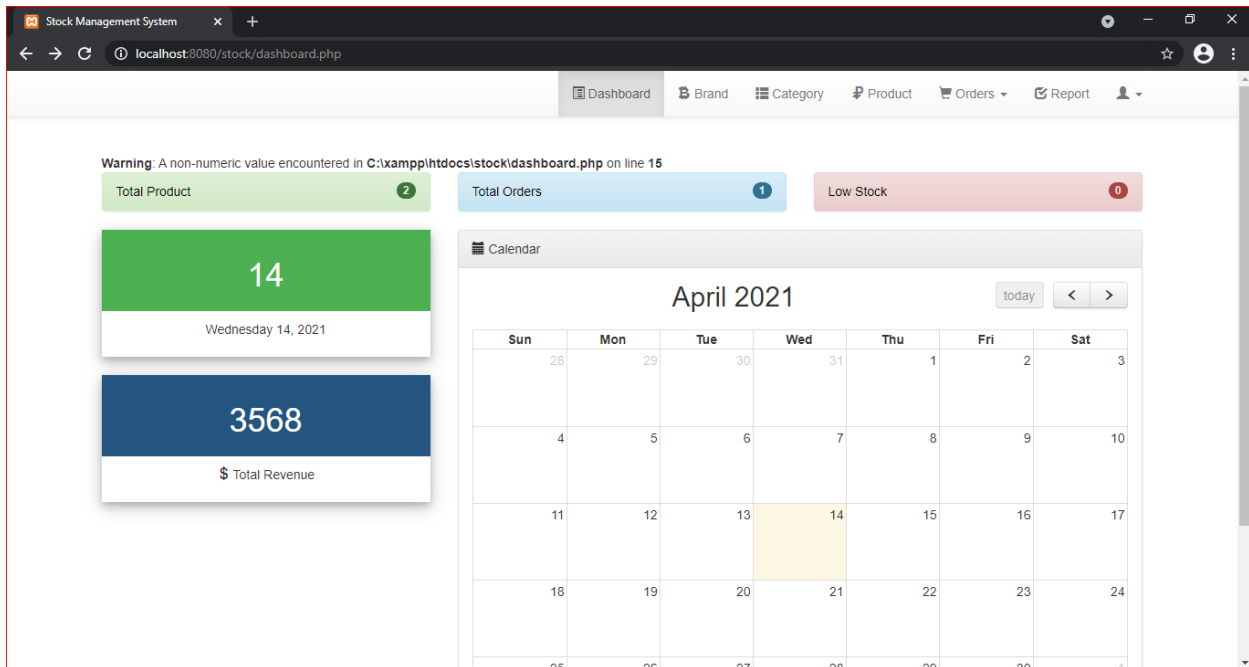 Stock Management System
localhost:8080/stock/dashboard.php
Dashboard Brand Category Product Orders Report
Warning: A non-numeric value encountered in C:\xampp\htdocs\stock\dashboard.php on line 15
Total Product 2 Total Orders 1 Low Stock 0
14
Wednesday 14, 2021
3568
$ Total Revenue
Calendar
April 2021 today
Sun Mon Tue Wed Thu Fri Sat
28 29 30 31 1 2 3
4 5 6 7 8 9 10
11 12 13 14 15 16 17
18 19 20 21 22 23 24